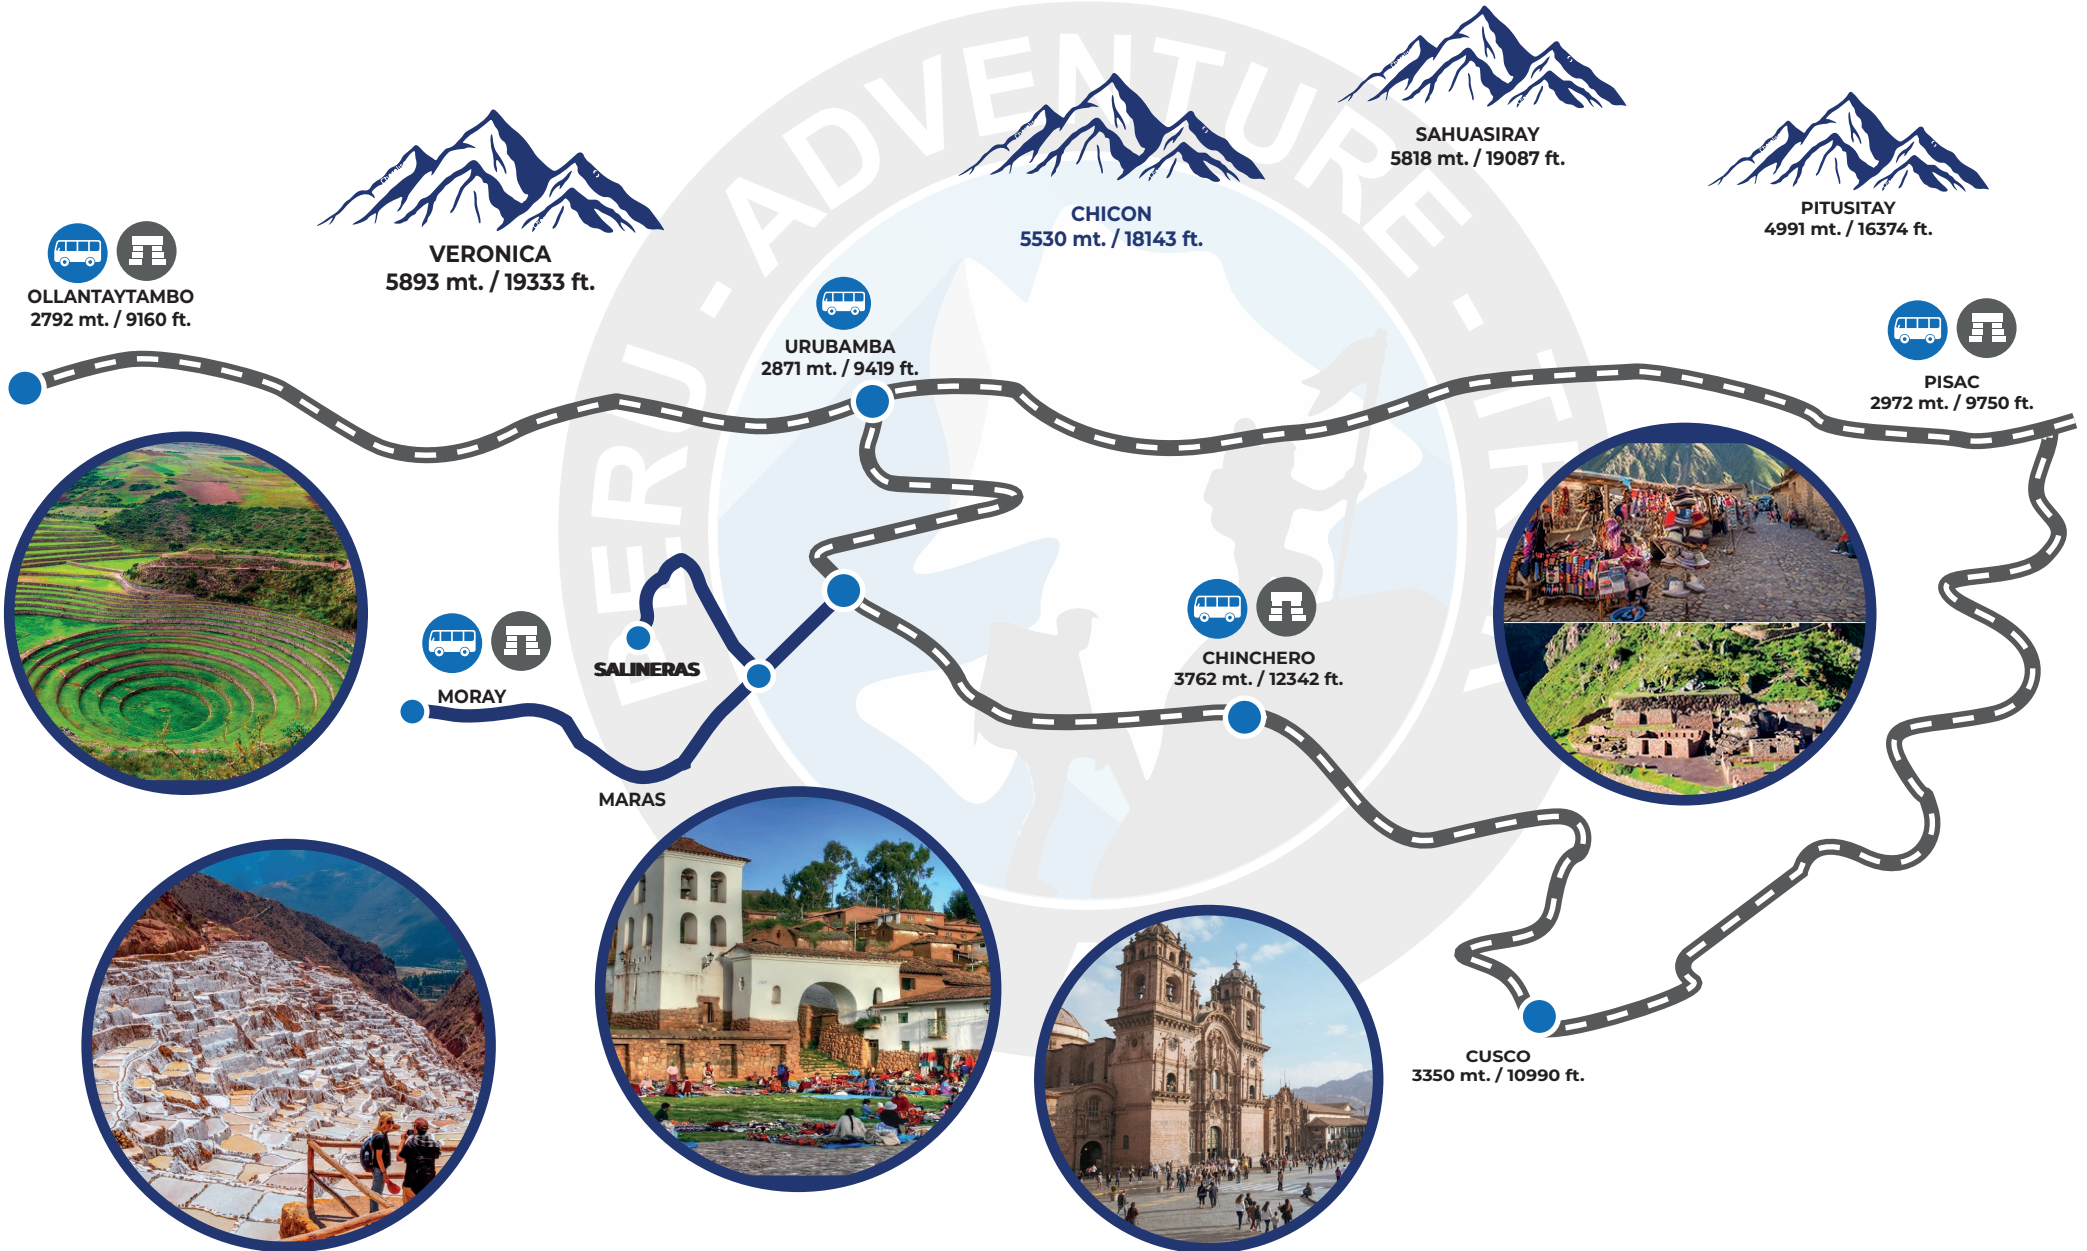 SAHUASIRAY
5818 mt. / 19087 ft.
VERONICA
5893 mt. / 19333 ft.
CHICON
5530 mt. / 18143 ft.
PITUSITAY
4991 mt. / 16374 ft.
OLLANTAYTAMBO
2792 mt. / 9160 ft.
URUBAMBA
2871 mt. / 9419 ft.
PISAC
2972 mt. / 9750 ft.
SALINERAS
MORAY
MARAS
CHINCHERO
3762 mt. / 12342 ft.
CUSCO
3350 mt. / 10990 ft.
PERU - ADVENTURE -